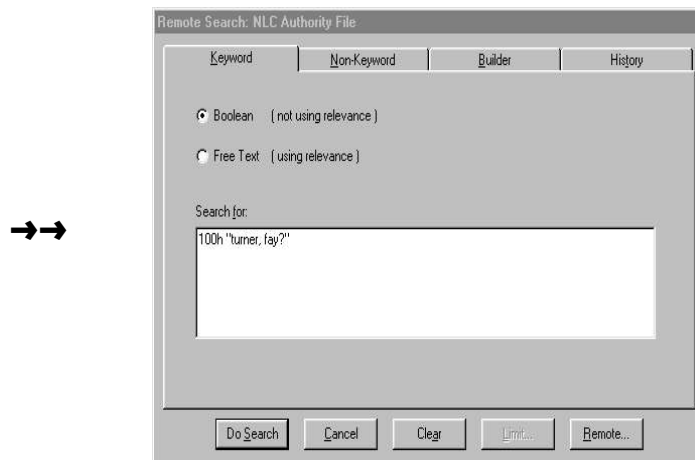 Remote Search: NLC Authority File
Keyword Non-Keyword Builder History
Boolean ( not using relevance )
Free Text ( using relevance )
Search for:
100h "turner, fay?"
Do Search Cancel Clear Limit... Remote...